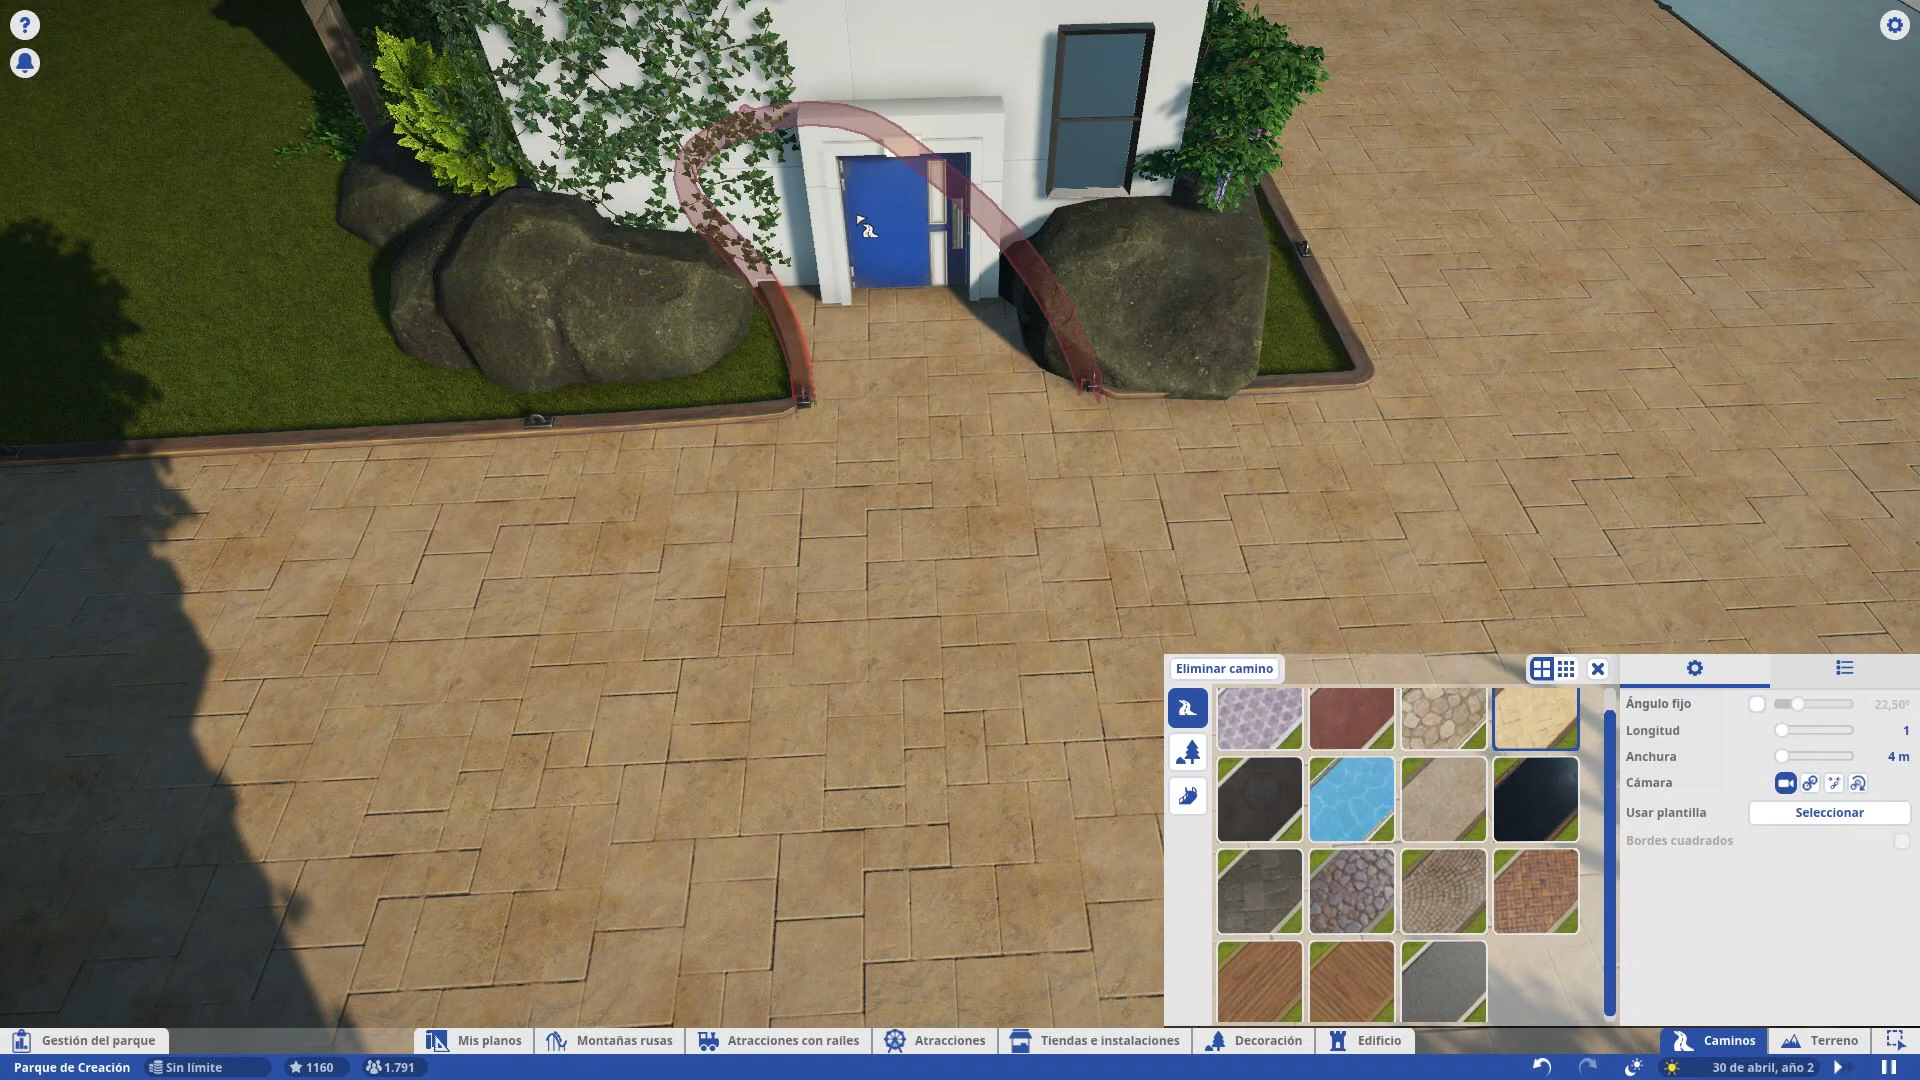 ?
Eliminar camino
Ángulo fijo 22,50º
Longitud 1
Anchura 4 m
Cámara
Usar plantilla Seleccionar
Bordes cuadrados
Gestión del parque Mis planos Montañas rusas Atracciones con raíles Atracciones Tiendas e instalaciones Decoración Edificio Caminos Terreno
Parque de Creación Sin límite 1160 1.791 30 de abril, año 2